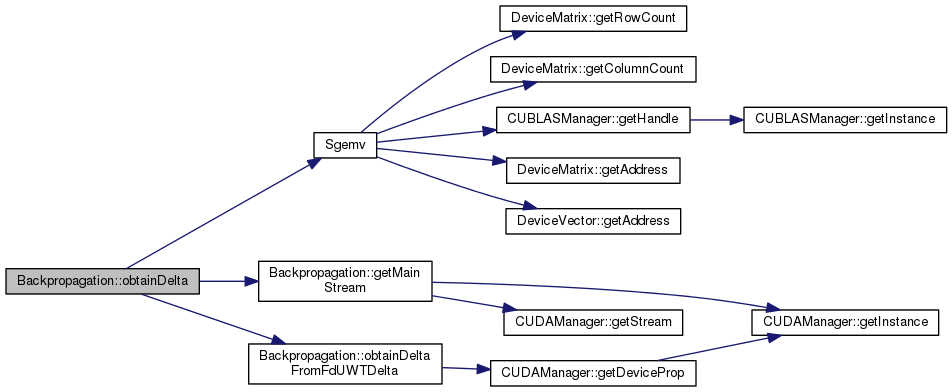 DeviceMatrix::getRowCount
DeviceMatrix::getColumnCount
CUBLASManager::getHandle
CUBLASManager::getInstance
Sgemv
DeviceMatrix::getAddress
DeviceVector::getAddress
Backpropagation::obtainDelta
Backpropagation::getMain
Stream
CUDAManager::getStream
CUDAManager::getInstance
Backpropagation::obtainDelta
FromFdUWTDelta
CUDAManager::getDeviceProp